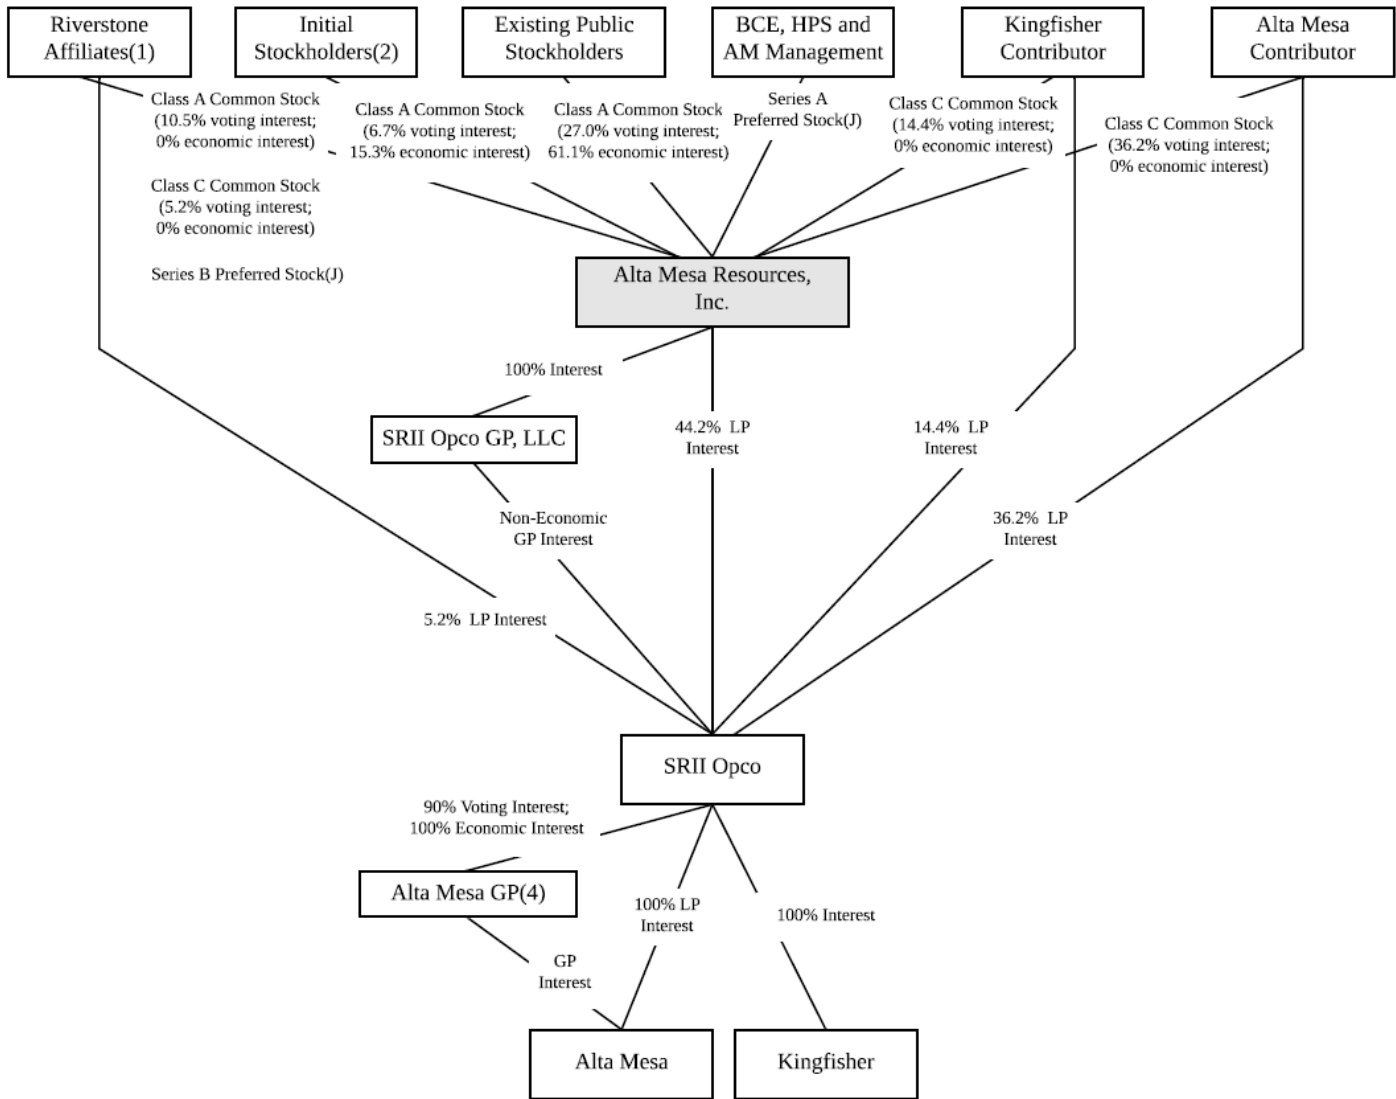 Riverstone
Affiliates(1)
Initial
Stockholders(2)
Existing Public
Stockholders
BCE, HPS and
AM Management
Kingfisher
Contributor
Alta Mesa
Contributor
Class A Common Stock
(10.5% voting interest;
0% economic interest)
Class C Common Stock
(5.2% voting interest;
0% economic interest)
Series B Preferred Stock(J)
Class A Common Stock
(6.7% voting interest;
15.3% economic interest)
Class A Common Stock
(27.0% voting interest;
61.1% economic interest)
Series A
Preferred Stock(J)
Class C Common Stock
(14.4% voting interest;
0% economic interest)
Class C Common Stock
(36.2% voting interest;
0% economic interest)
Alta Mesa Resources,
Inc.
100% Interest
SRII Opco GP, LLC
44.2% LP
Interest
14.4% LP
Interest
Non-Economic
GP Interest
36.2% LP
Interest
5.2% LP Interest
SRII Opco
90% Voting Interest;
100% Economic Interest
Alta Mesa GP(4)
100% LP
Interest
100% Interest
GP
Interest
Alta Mesa
Kingfisher